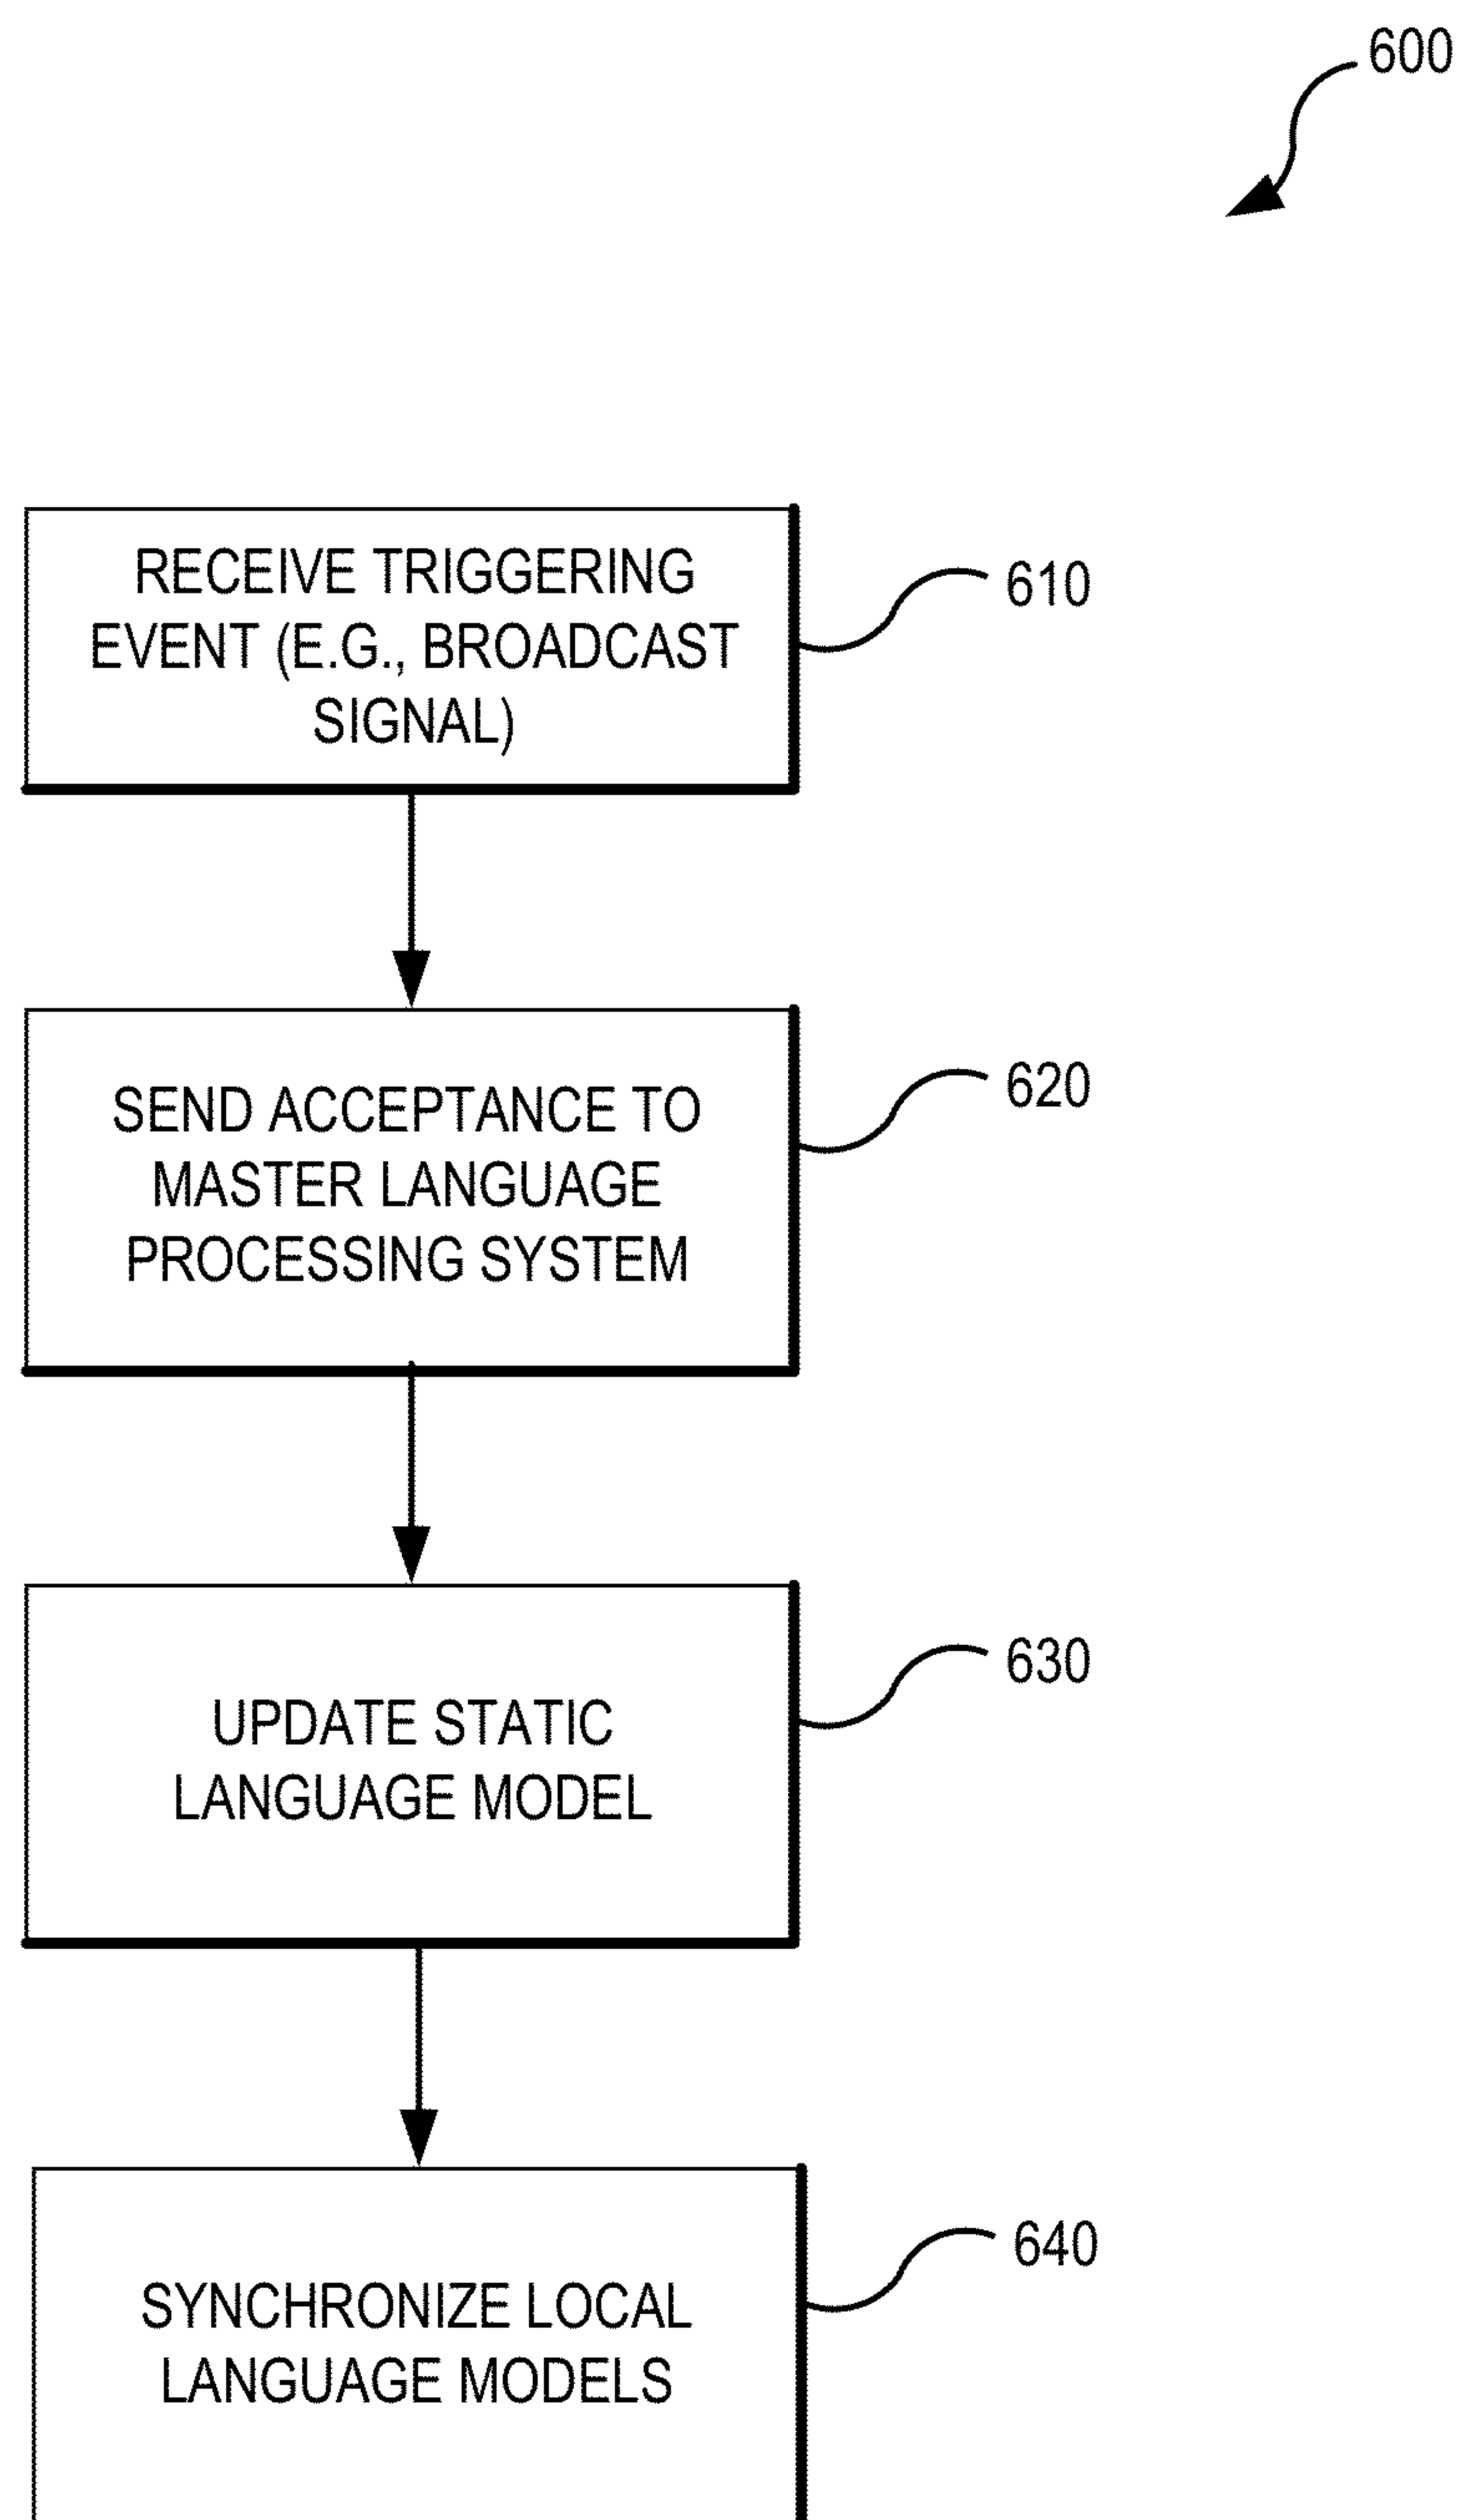 600
RECEIVE TRIGGERING
EVENT (E.G., BROADCAST
SIGNAL)
610
SEND ACCEPTANCE TO
MASTER LANGUAGE
PROCESSING SYSTEM
620
UPDATE STATIC
LANGUAGE MODEL
630
SYNCHRONIZE LOCAL
LANGUAGE MODELS
640